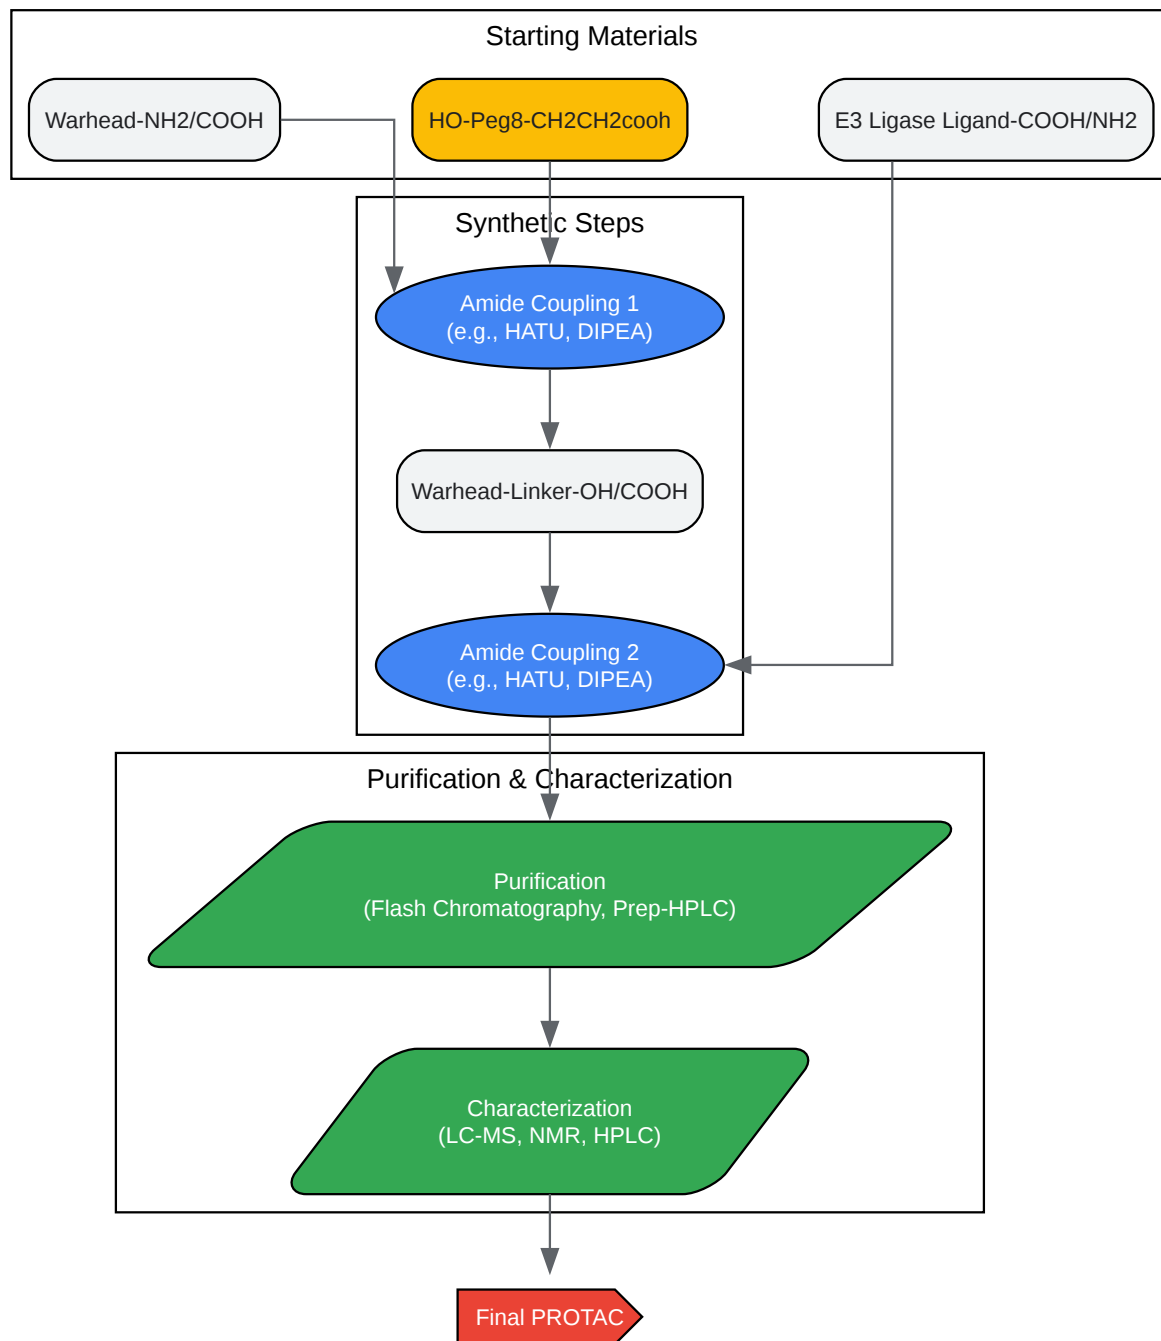 Starting Materials
Warhead-NH2/COOH
HO-Peg8-CH2CH2cooh
E3 Ligase Ligand-COOH/NH2
Synthetic Steps
Amide Coupling 1
(e.g., HATU, DIPEA)
Warhead-Linker-OH/COOH
Amide Coupling 2
(e.g., HATU, DIPEA)
Purification & Characterization
Purification
(Flash Chromatography, Prep-HPLC)
Characterization
(LC-MS, NMR, HPLC)
Final PROTAC